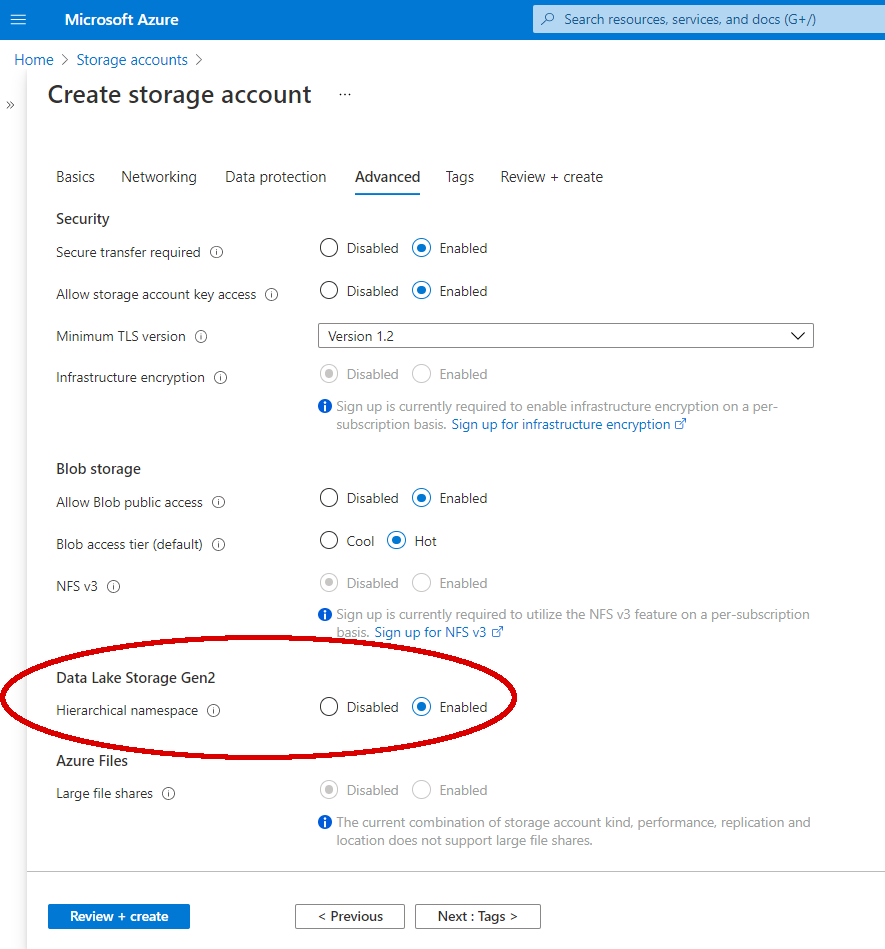 Microsoft Azure
Search resources, services, and docs (G+/)
Home > Storage accounts >
»
Create storage account ...
Basics Networking Data protection Advanced Tags Review + create
Security
Secure transfer required Disabled Enabled
Allow storage account key access Disabled Enabled
Minimum TLS version Version 1.2
Infrastructure encryption Disabled Enabled
Sign up is currently required to enable infrastructure encryption on a per-
subscription basis. Sign up for infrastructure encryption
Blob storage
Allow Blob public access Disabled Enabled
Blob access tier (default) Cool Hot
NFS v3 Disabled Enabled
Sign up is currently required to utilize the NFS v3 feature on a per-subscription
basis. Sign up for NFS v3
Data Lake Storage Gen2
Hierarchical namespace Disabled Enabled
Azure Files
Large file shares Disabled Enabled
The current combination of storage account kind, performance, replication and
location does not support large file shares.
Review + create < Previous Next : Tags >